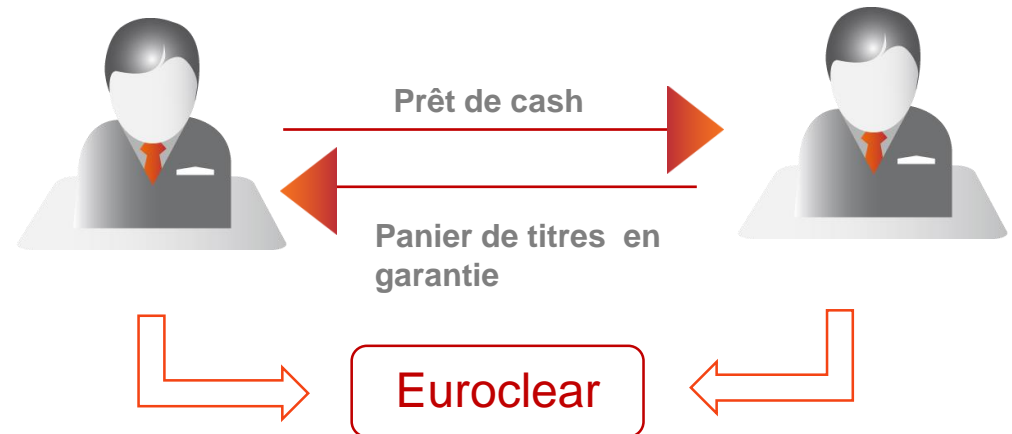 Prêt de cash
Panier de titres en
garantie
Euroclear